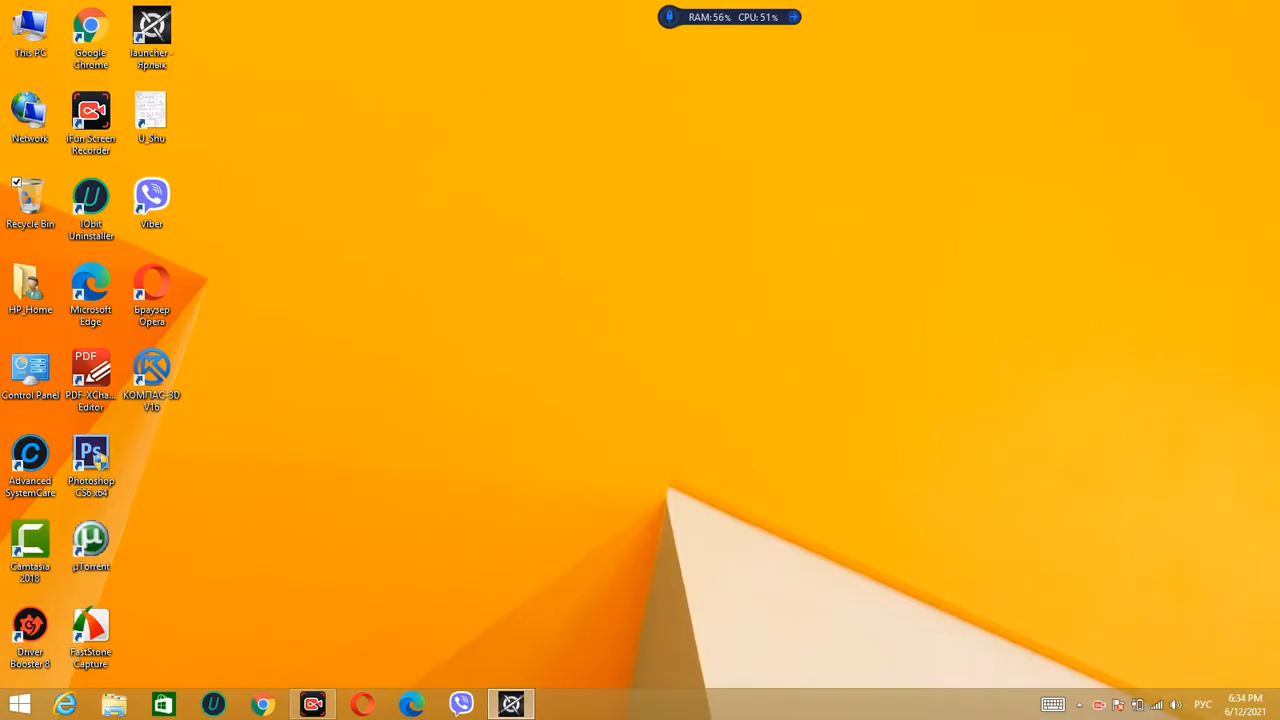 RAM: 56% CPU: 51%
This PC
Google
Chrome
launcher -
Ярлык
Network
iFun Screen
Recorder
U_Shu
Recycle Bin
IObit
Uninstaller
Viber
HP_Home
Microsoft
Edge
Браузер
Opera
Control Panel
PDF
PDF-XCha...
Editor
КОМПАС-3D
V16
Advanced
SystemCare
Ps
Photoshop
CS6 x64
Camtasia
2018
µTorrent
Driver
Booster 8
FastStone
Capture
РУС
6:34 PM
6/12/2021